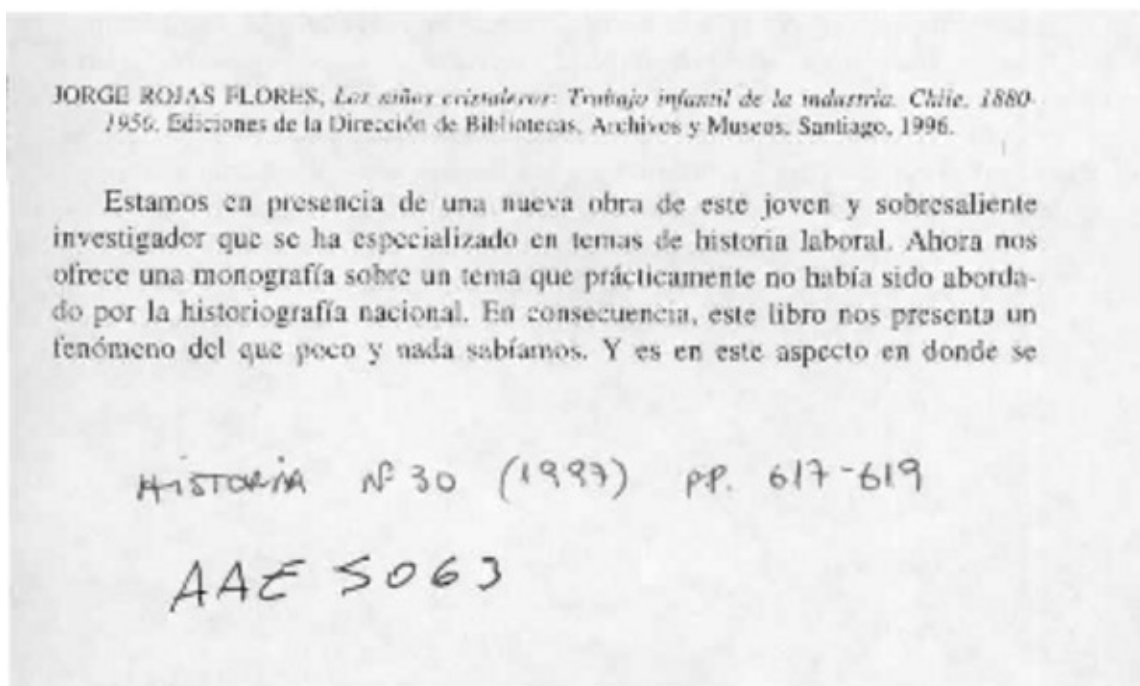 JORGE ROJAS FLORES, Los niños cristaleros: Trabajo infantil de la industria. Chile, 1880-
1956. Ediciones de la Dirección de Bibliotecas, Archivos y Museos, Santiago, 1996.
Estamos en presencia de una nueva obra de este joven y sobresaliente
investigador que se ha especializado en temas de historia laboral. Ahora nos
ofrece una monografía sobre un tema que prácticamente no había sido aborda-
do por la historiografía nacional. En consecuencia, este libro nos presenta un
fenómeno del que poco y nada sabíamos. Y es en este aspecto en donde se
HISTORIA Nº 30 (1997) pp. 617-619
AAE 5063